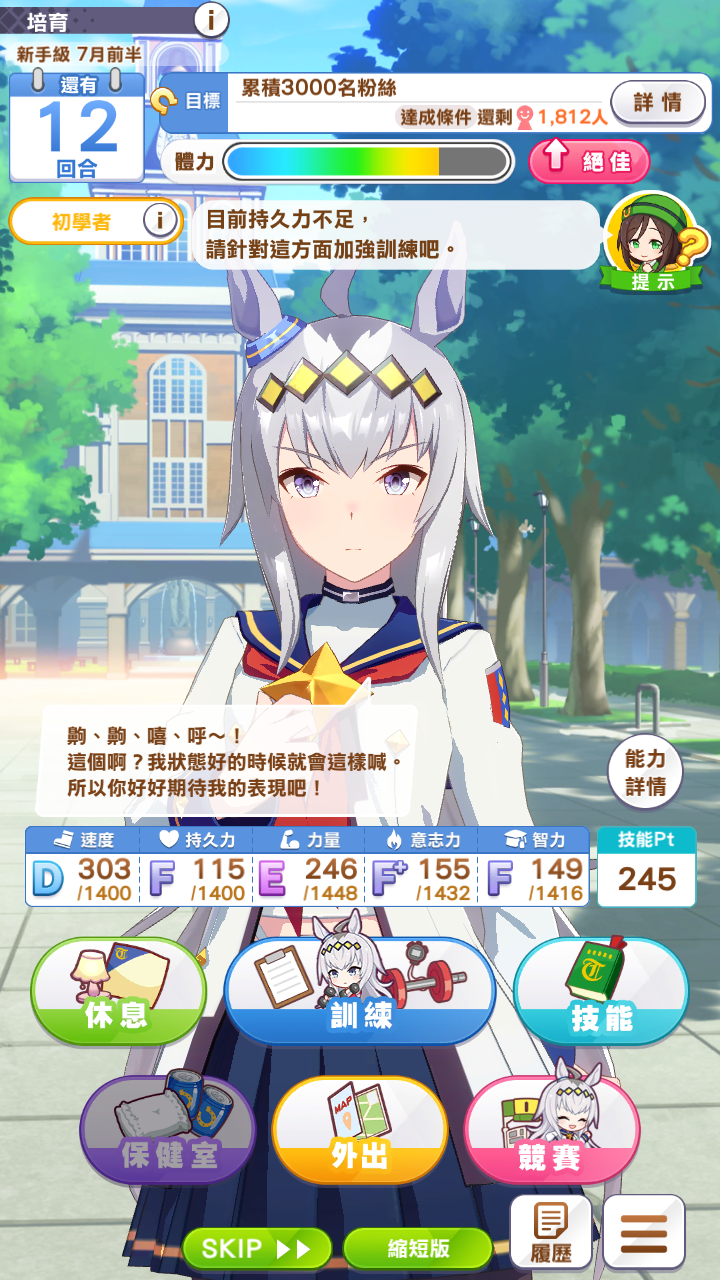 培育
i
新手級 7月前半
還有
12
回合
目標
累積3000名粉絲
達成條件 還剩 1,812人
詳情
體力
絕佳
初學者
i
目前持久力不足，
請針對這方面加強訓練吧。
提示
齁、齁、嘻、呼～！
這個啊？我狀態好的時候就會這樣喊。
所以你好好期待我的表現吧！
能力
詳情
速度 持久力 力量 意志力 智力 技能Pt
D 303 F 115 E 246 F+ 155 F 149 245
/1400 /1400 /1448 /1432 /1416
休息
訓練
技能
保健室
MAP
外出
競賽
SKIP
縮短版
履歷